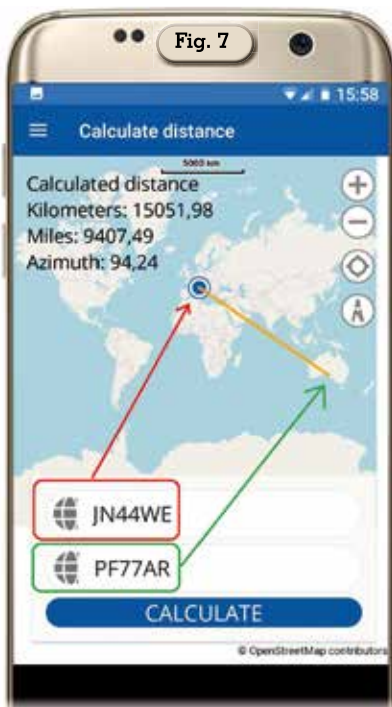 Fig. 7
15:58
Calculate distance
5000 km
Calculated distance
Kilometers: 15051,98
Miles: 9407,49
Azimuth: 94,24
JN44WE
PF77AR
CALCULATE
© OpenStreetMap contributors